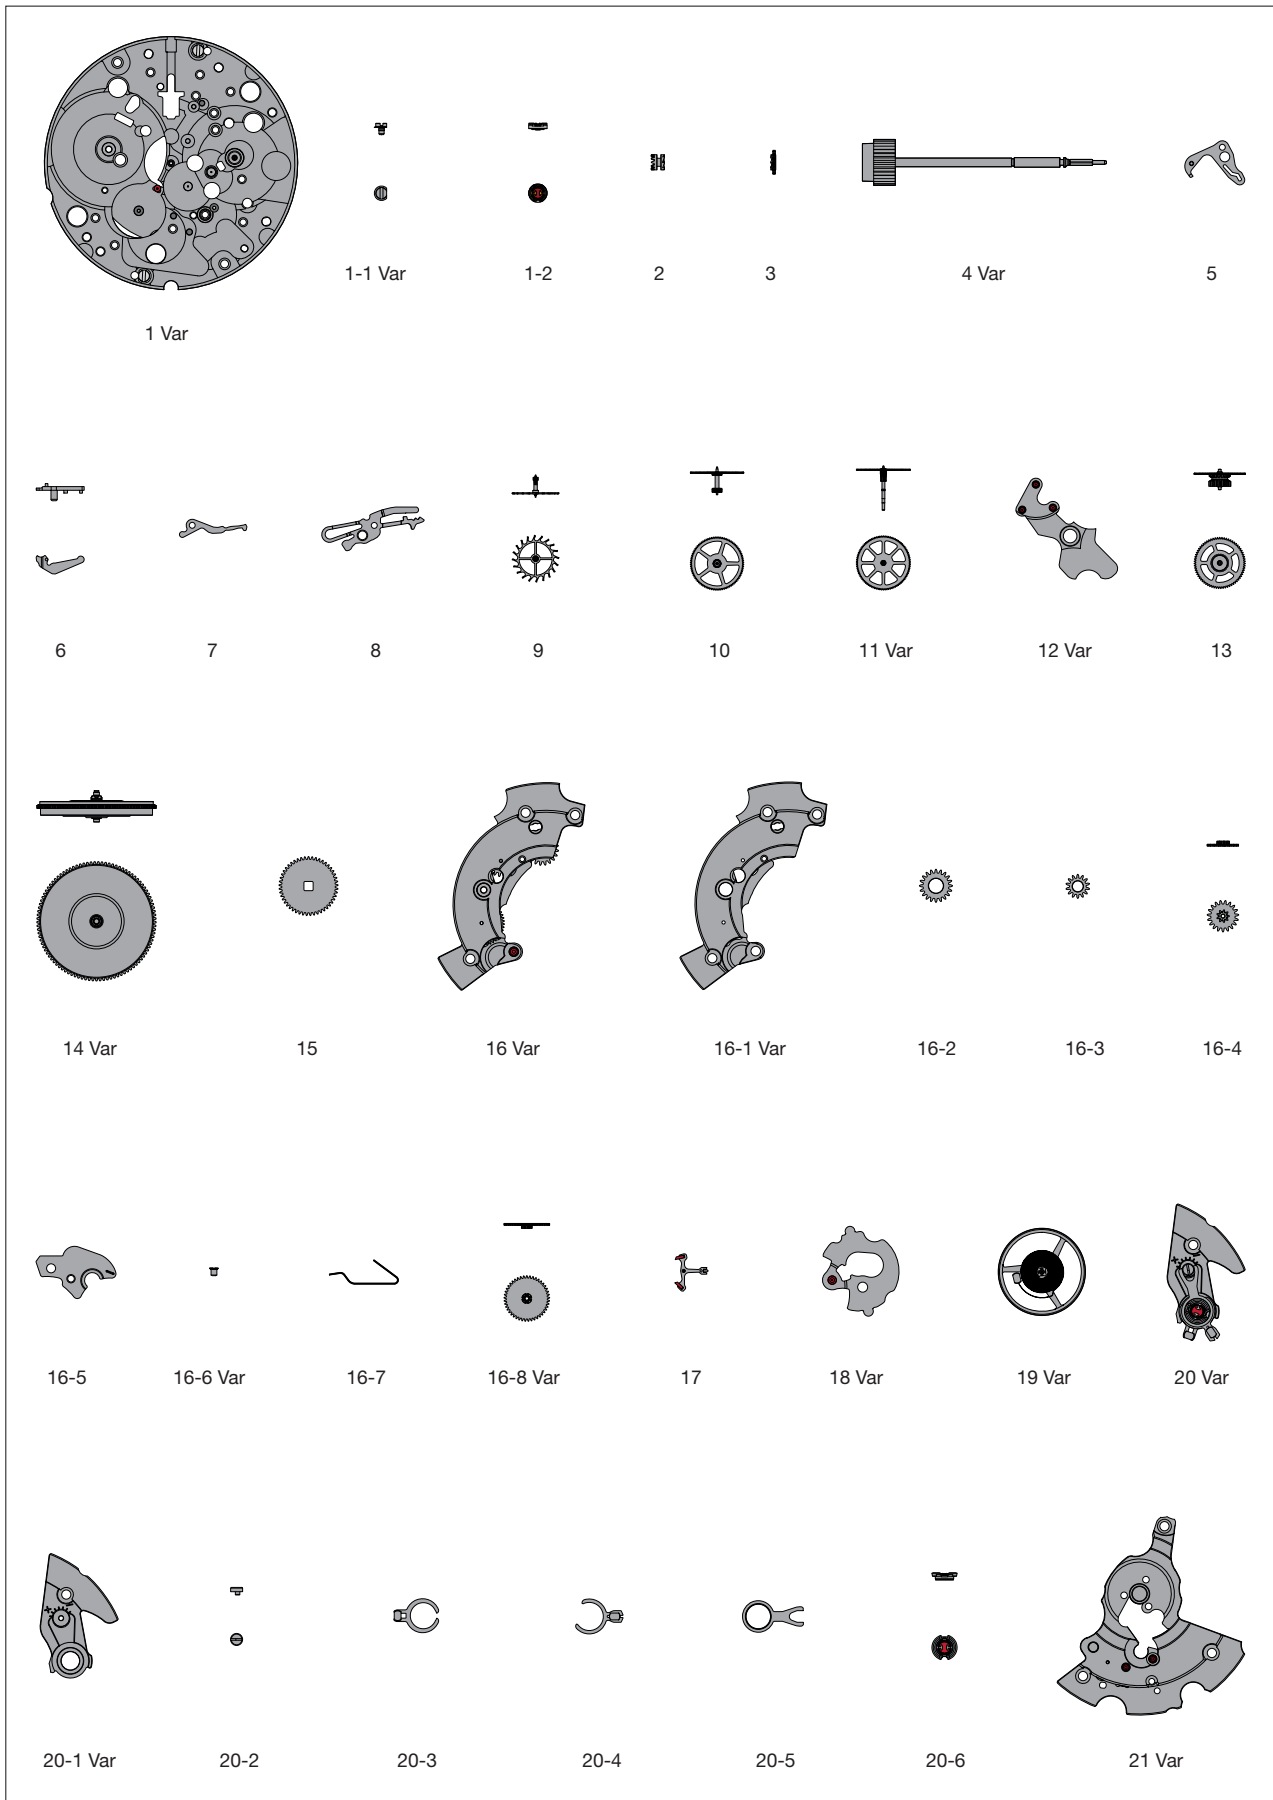 1-1 Var 1-2 2 3 4 Var 5
1 Var
6 7 8 9 10 11 Var 12 Var 13
14 Var 15 16 Var 16-1 Var 16-2 16-3 16-4
16-5 16-6 Var 16-7 16-8 Var 17 18 Var 19 Var 20 Var
20-1 Var 20-2 20-3 20-4 20-5 20-6 21 Var